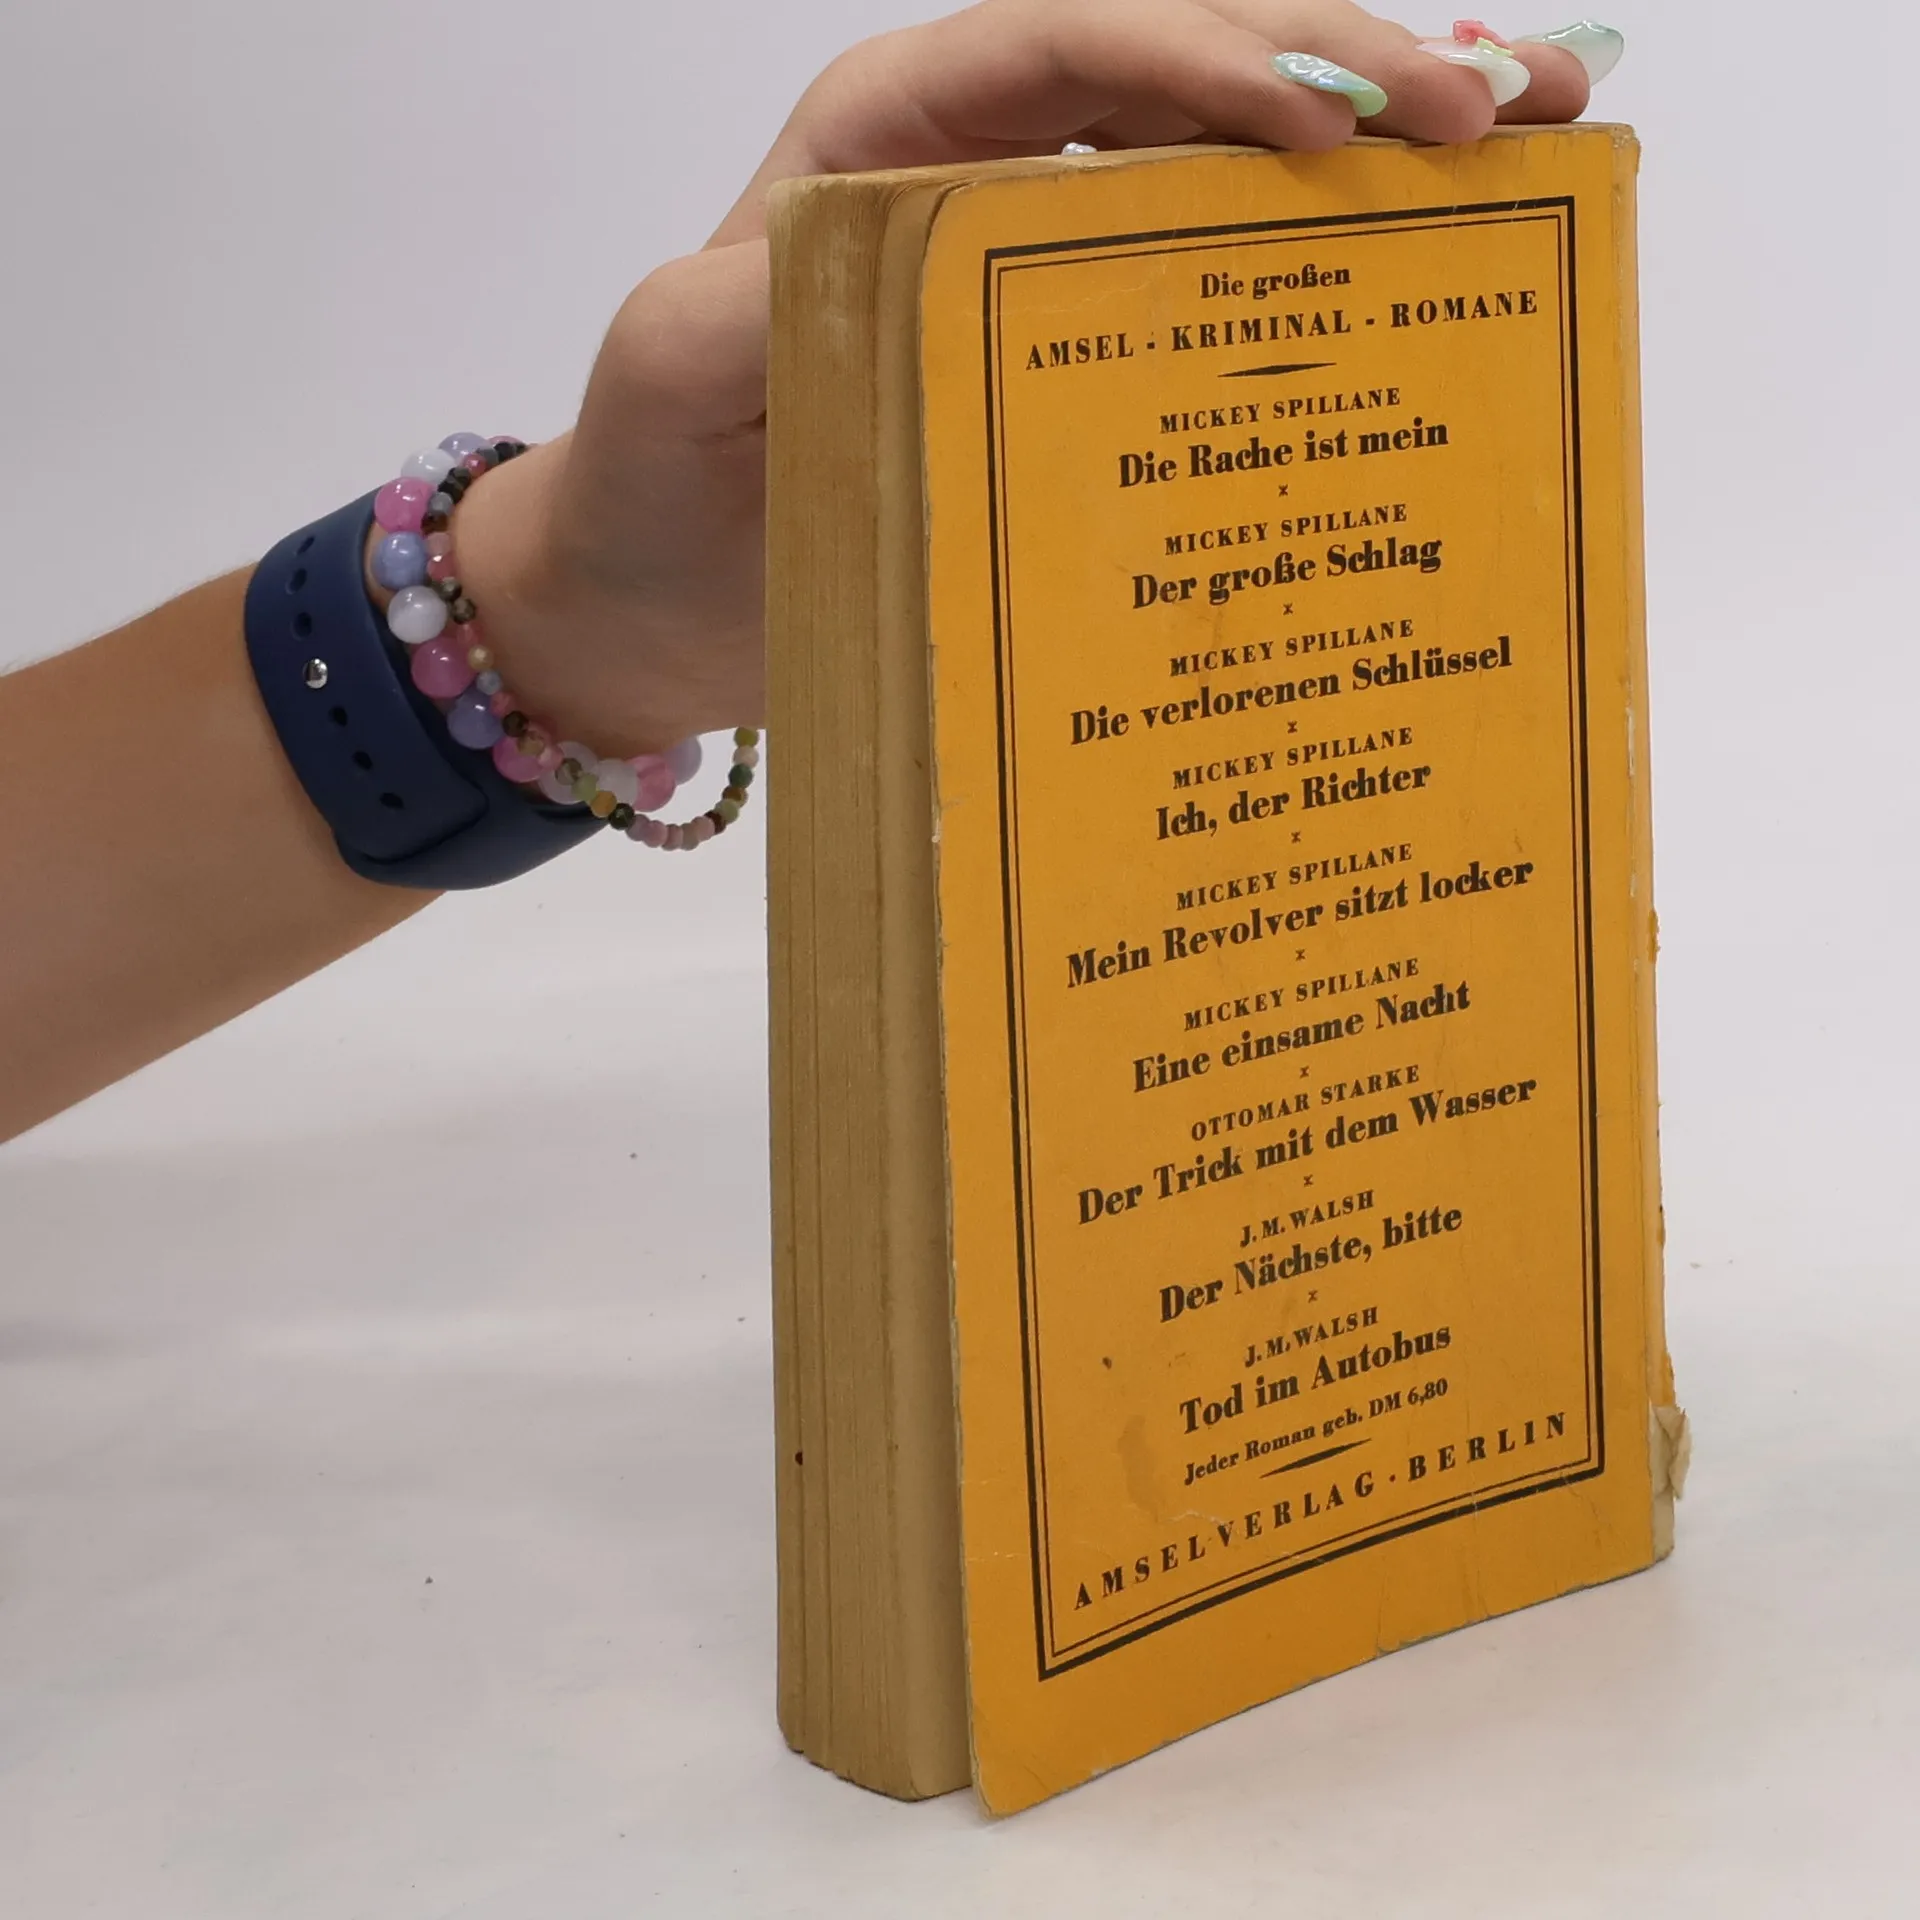 Die großen
AMSEL - KRIMINAL - ROMANE
MICKEY SPILLANE
Die Rache ist mein
x
MICKEY SPILLANE
Der große Schlag
x
MICKEY SPILLANE
Die verlorenen Schlüssel
x
MICKEY SPILLANE
Ich, der Richter
x
MICKEY SPILLANE
Mein Revolver sitzt locker
x
MICKEY SPILLANE
Eine einsame Nacht
x
OTTOMAR STARKE
Der Trick mit dem Wasser
x
J. M. WALSH
Der Nächste, bitte
x
J. M. WALSH
Tod im Autobus
Jeder Roman geb. DM 6,80
AMSELVERLAG · BERLIN